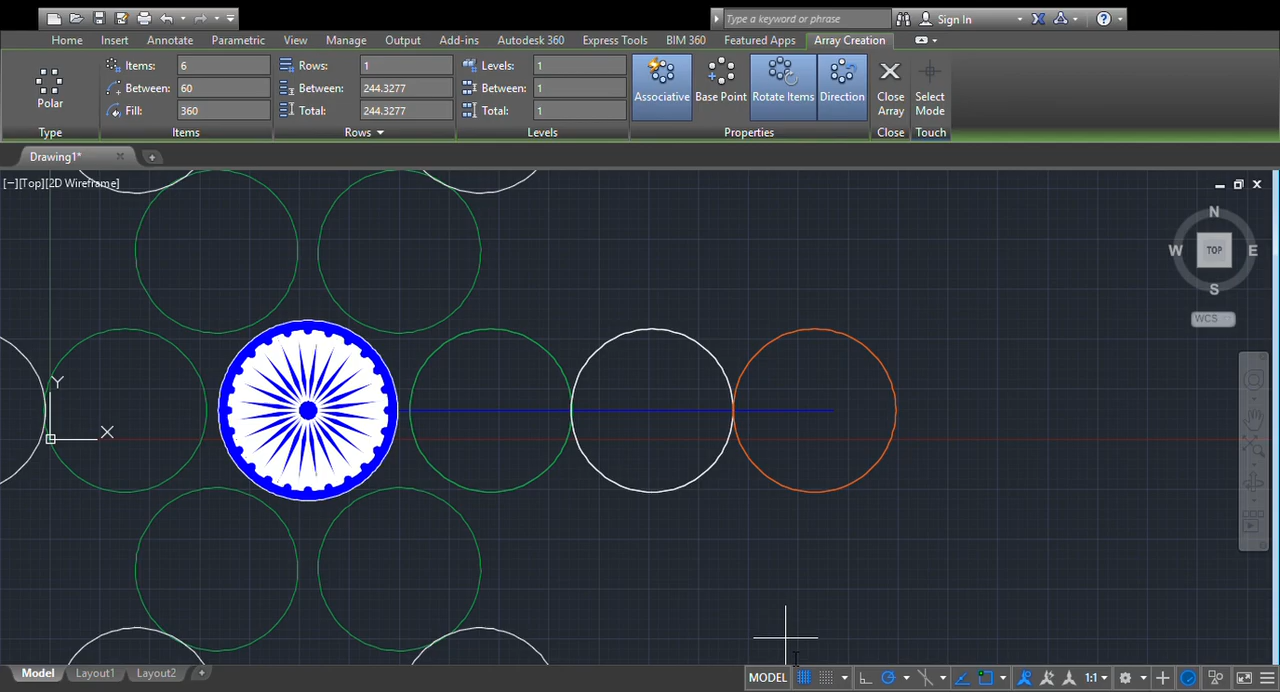 Type a keyword or phrase
Sign In
Home Insert Annotate Parametric View Manage Output Add-ins Autodesk 360 Express Tools BIM 360 Featured Apps Array Creation
Items: 6 Rows: 1 Levels: 1
Between: 60 Between: 244.3277 Between: 1
Fill: 360 Total: 244.3277 Total: 1
Polar Associative Base Point Rotate Items Direction Close Array Select Mode
Type Items Rows Levels Properties Close Touch
Drawing1*
[−][Top][2D Wireframe]
N
W TOP E
S
WCS
Y
X
Model Layout1 Layout2 + MODEL 1:1